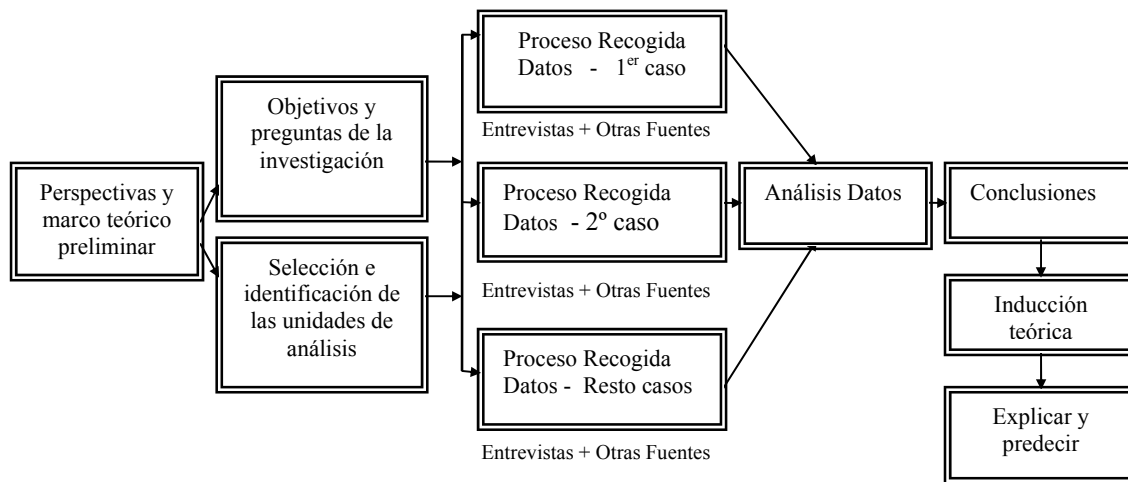 Perspectivas y
marco teórico
preliminar
Objetivos y
preguntas de la
investigación
Selección e
identificación de
las unidades de
análisis
Proceso Recogida
Datos - 1er caso
Entrevistas + Otras Fuentes
Proceso Recogida
Datos - 2º caso
Entrevistas + Otras Fuentes
Proceso Recogida
Datos - Resto casos
Entrevistas + Otras Fuentes
Análisis Datos
Conclusiones
Inducción
teórica
Explicar y
predecir